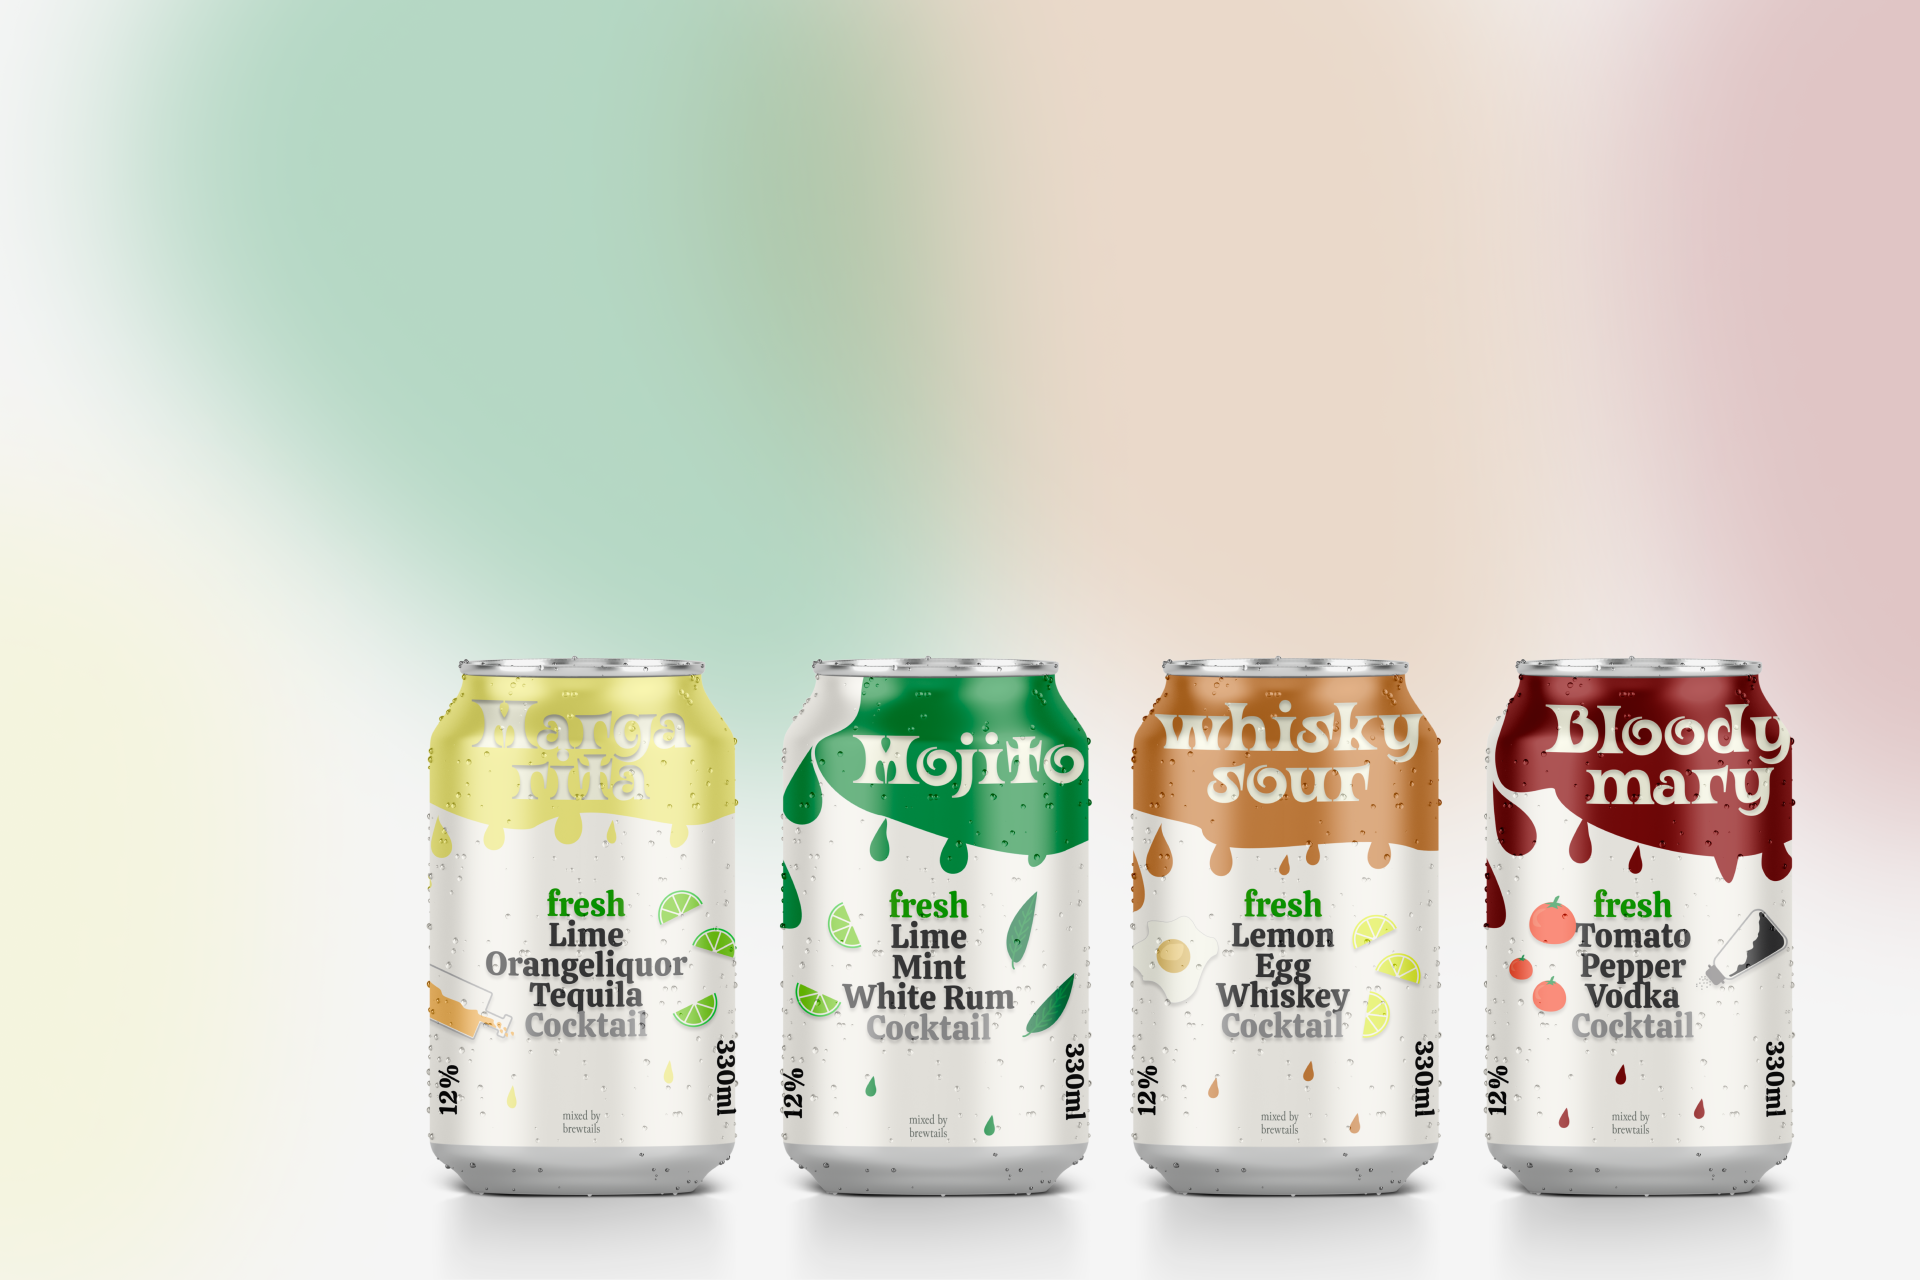 Marga
rita
fresh
Lime
Orangeliquor
Tequila
Cocktail
12%
330ml
mixed by
brewtails
Mojito
fresh
Lime
Mint
White Rum
Cocktail
12%
330ml
mixed by
brewtails
whisky
sour
fresh
Lemon
Egg
Whiskey
Cocktail
12%
330ml
mixed by
brewtails
Bloody
mary
fresh
Tomato
Pepper
Vodka
Cocktail
12%
330ml
mixed by
brewtails